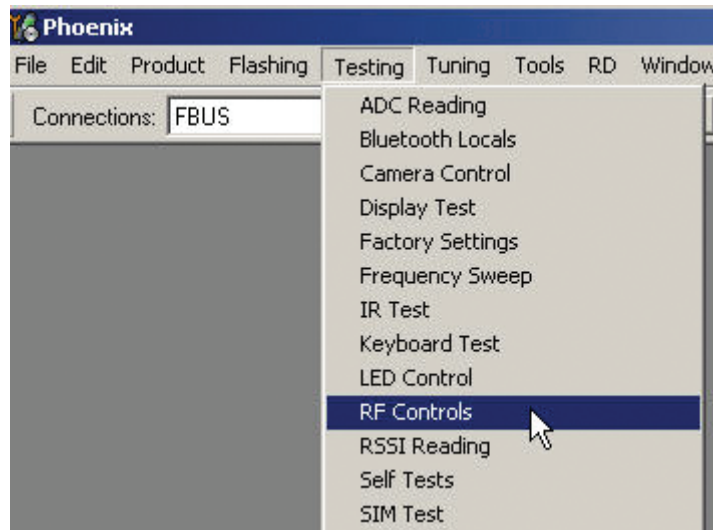 Phoenix
File Edit Product Flashing Testing Tuning Tools RD Window
Connections: FBUS
ADC Reading
Bluetooth Locals
Camera Control
Display Test
Factory Settings
Frequency Sweep
IR Test
Keyboard Test
LED Control
RF Controls
RSSI Reading
Self Tests
SIM Test